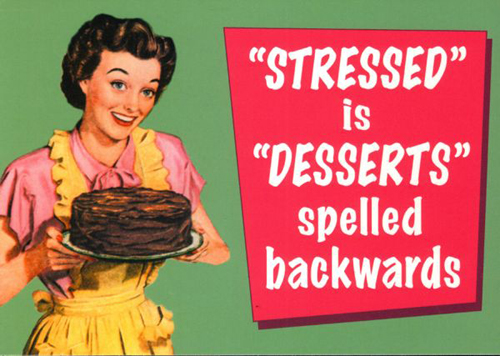 “STRESSED”
is
“DESSERTS”
spelled
backwards